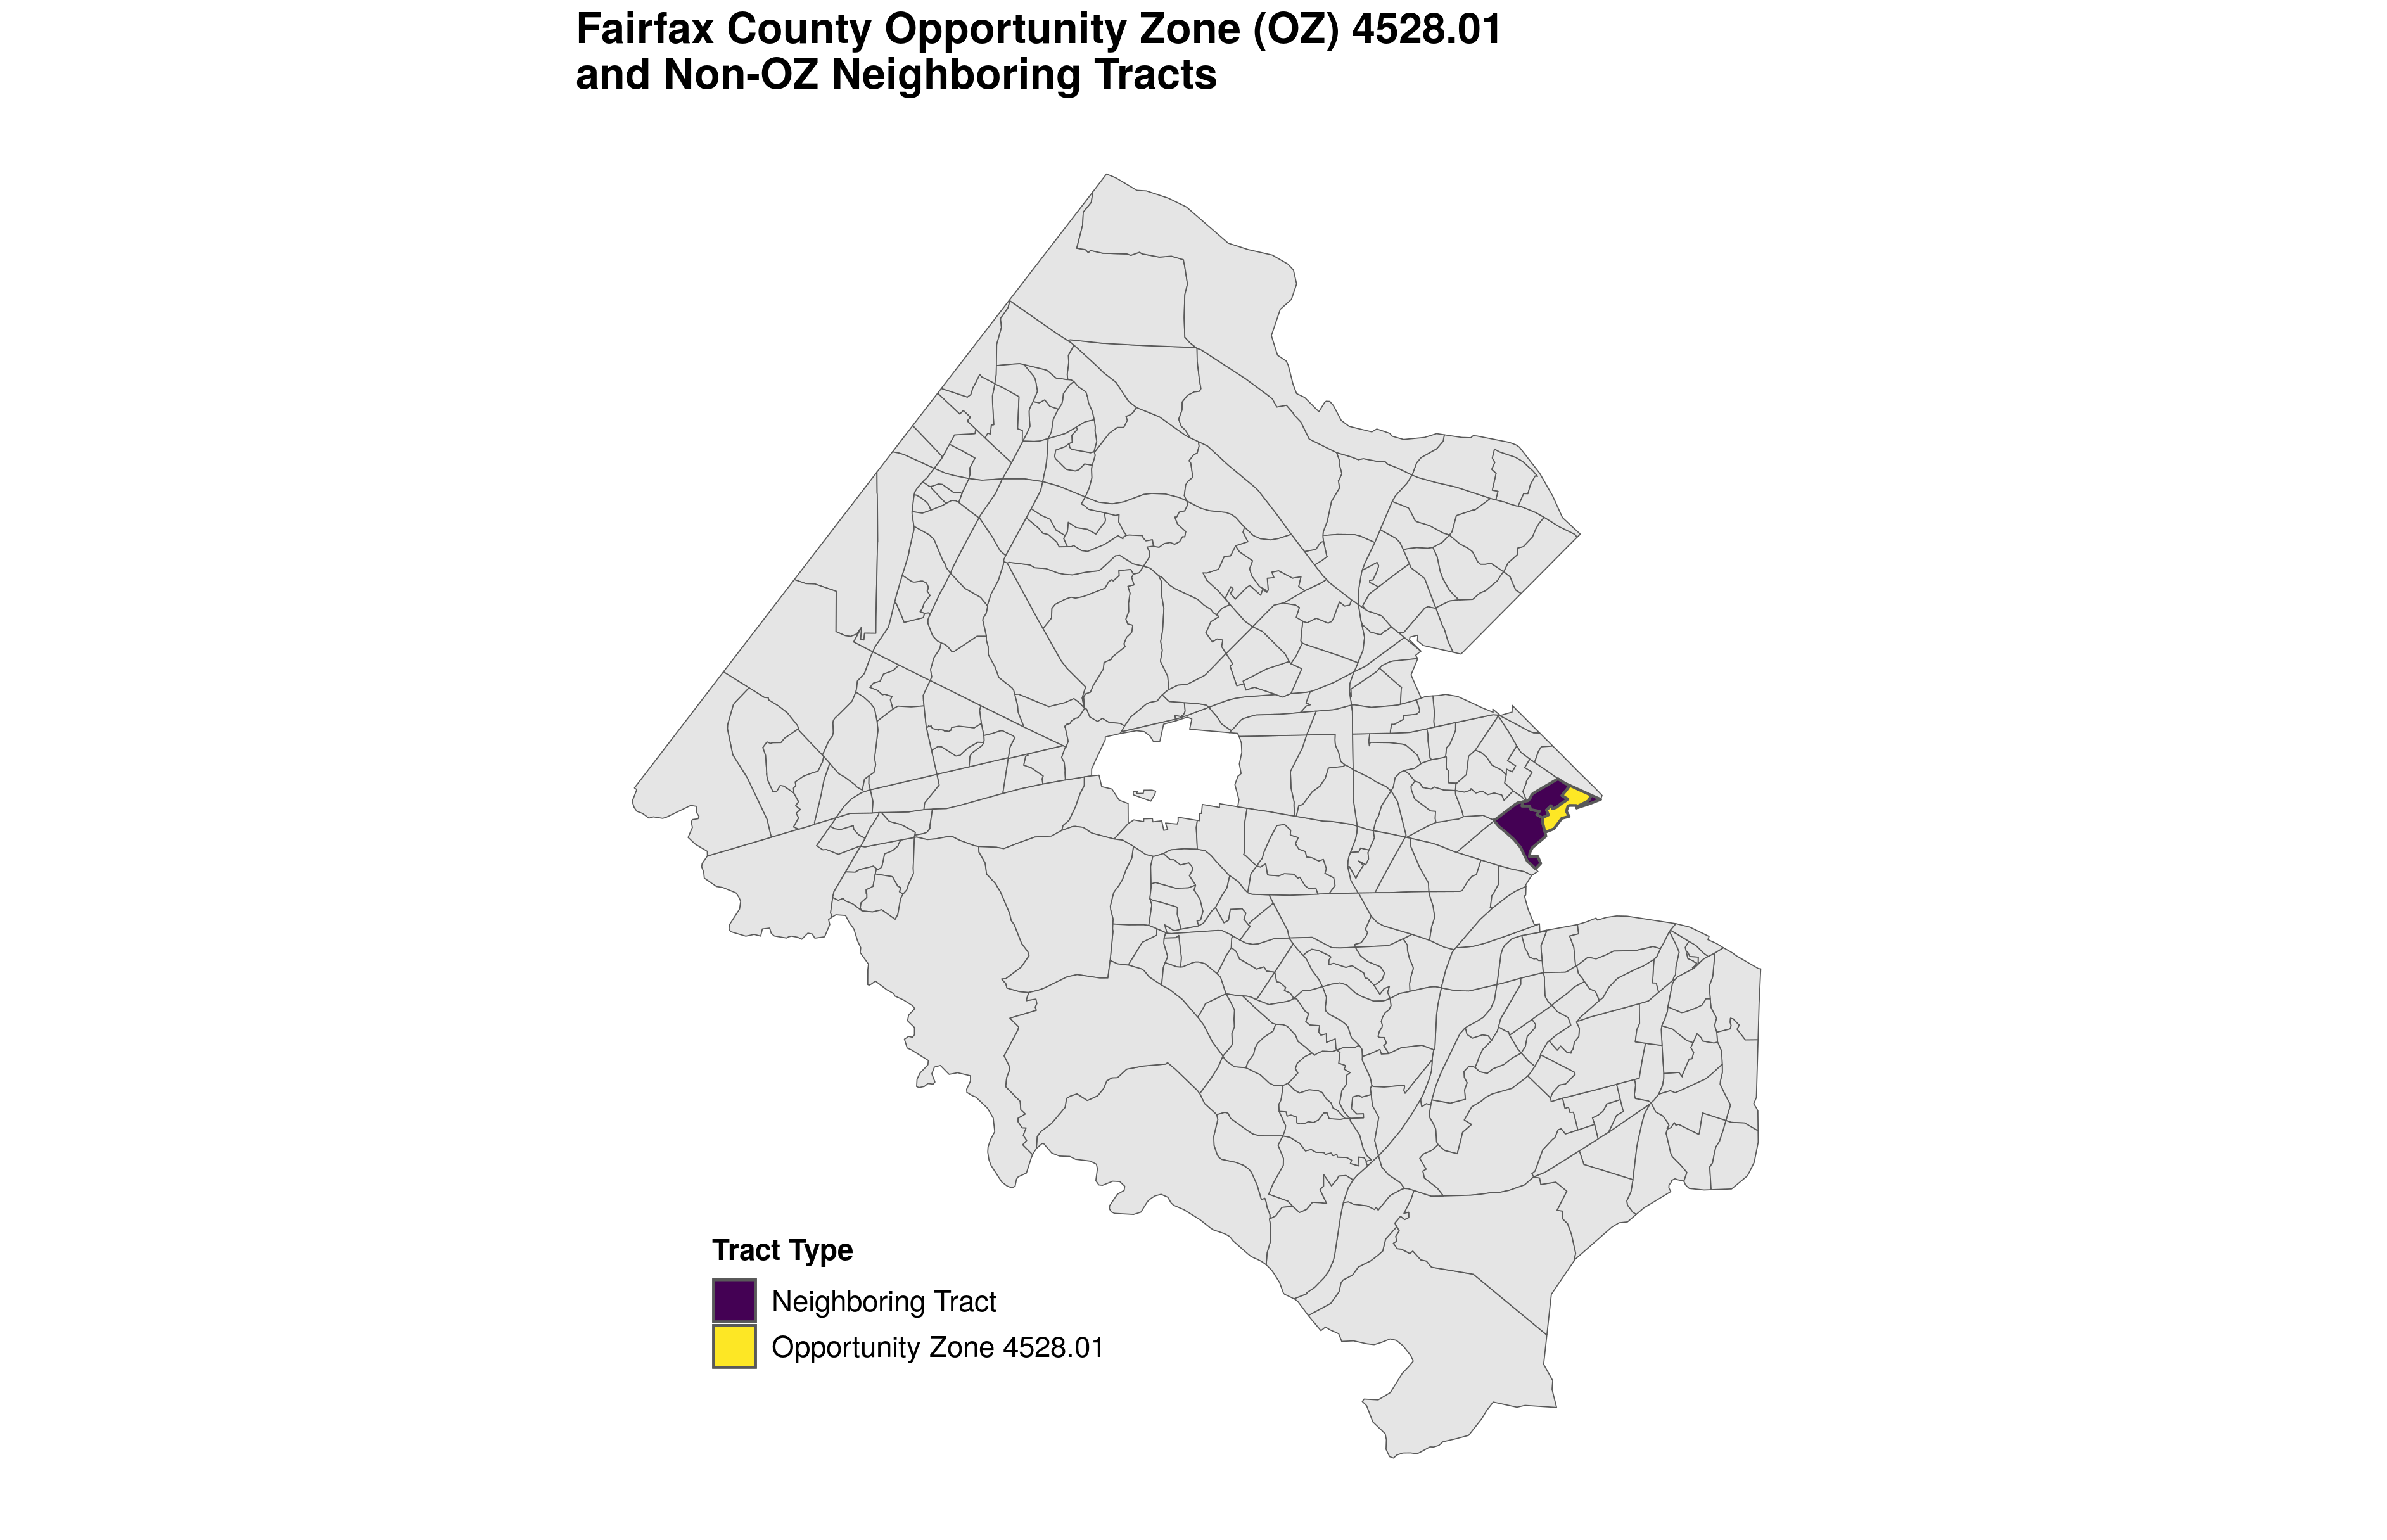 Fairfax County Opportunity Zone (OZ) 4528.01
and Non-OZ Neighboring Tracts
Tract Type
Neighboring Tract
Opportunity Zone 4528.01